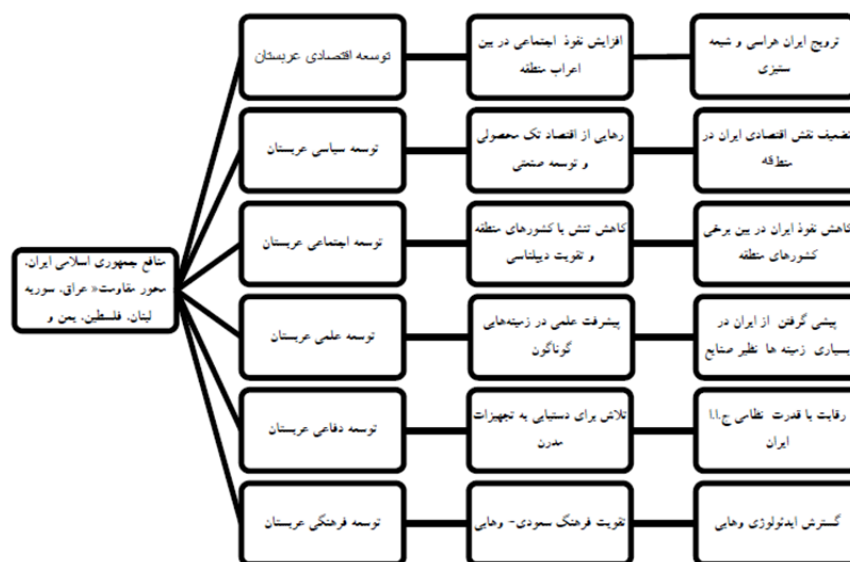 ترویج ایران هراسی و شیعه
ستیزی
افزایش نفوذ اجتماعی در بین
اعراب منطقه
توسعه اقتصادی عربستان
تضعیف نقش اقتصادی ایران در
منطقه
رهایی از اقتصاد تک محصولی
و توسعه صنعتی
توسعه سیاسی عربستان
کاهش نفوذ ایران در بین برخی
کشورهای منطقه
کاهش تنش با کشورهای منطقه
و تقویت دیپلناسی
توسعه اجتماعی عربستان
منافع جمهوری اسلامی ایران،
محور مقاومت« عراق، سوریه
لبنان، فلسطین، یمن و
پیشی گرفتن از ایران در
بسیاری زمینه ها نظیر صنایع
پیشرفت علمی در زمینه‌هایی
گوناگون
توسعه علمی عربستان
رقابت با قدرت نظامی ج.ا.ا
ایران
تلاش برای دستیابی به تجهیزات
مدرن
توسعه دفاعی عربستان
گسترش ایدئولوژی وهابی
تقویت فرهنگ سعودی- وهابی
توسعه فرهنگی عربستان